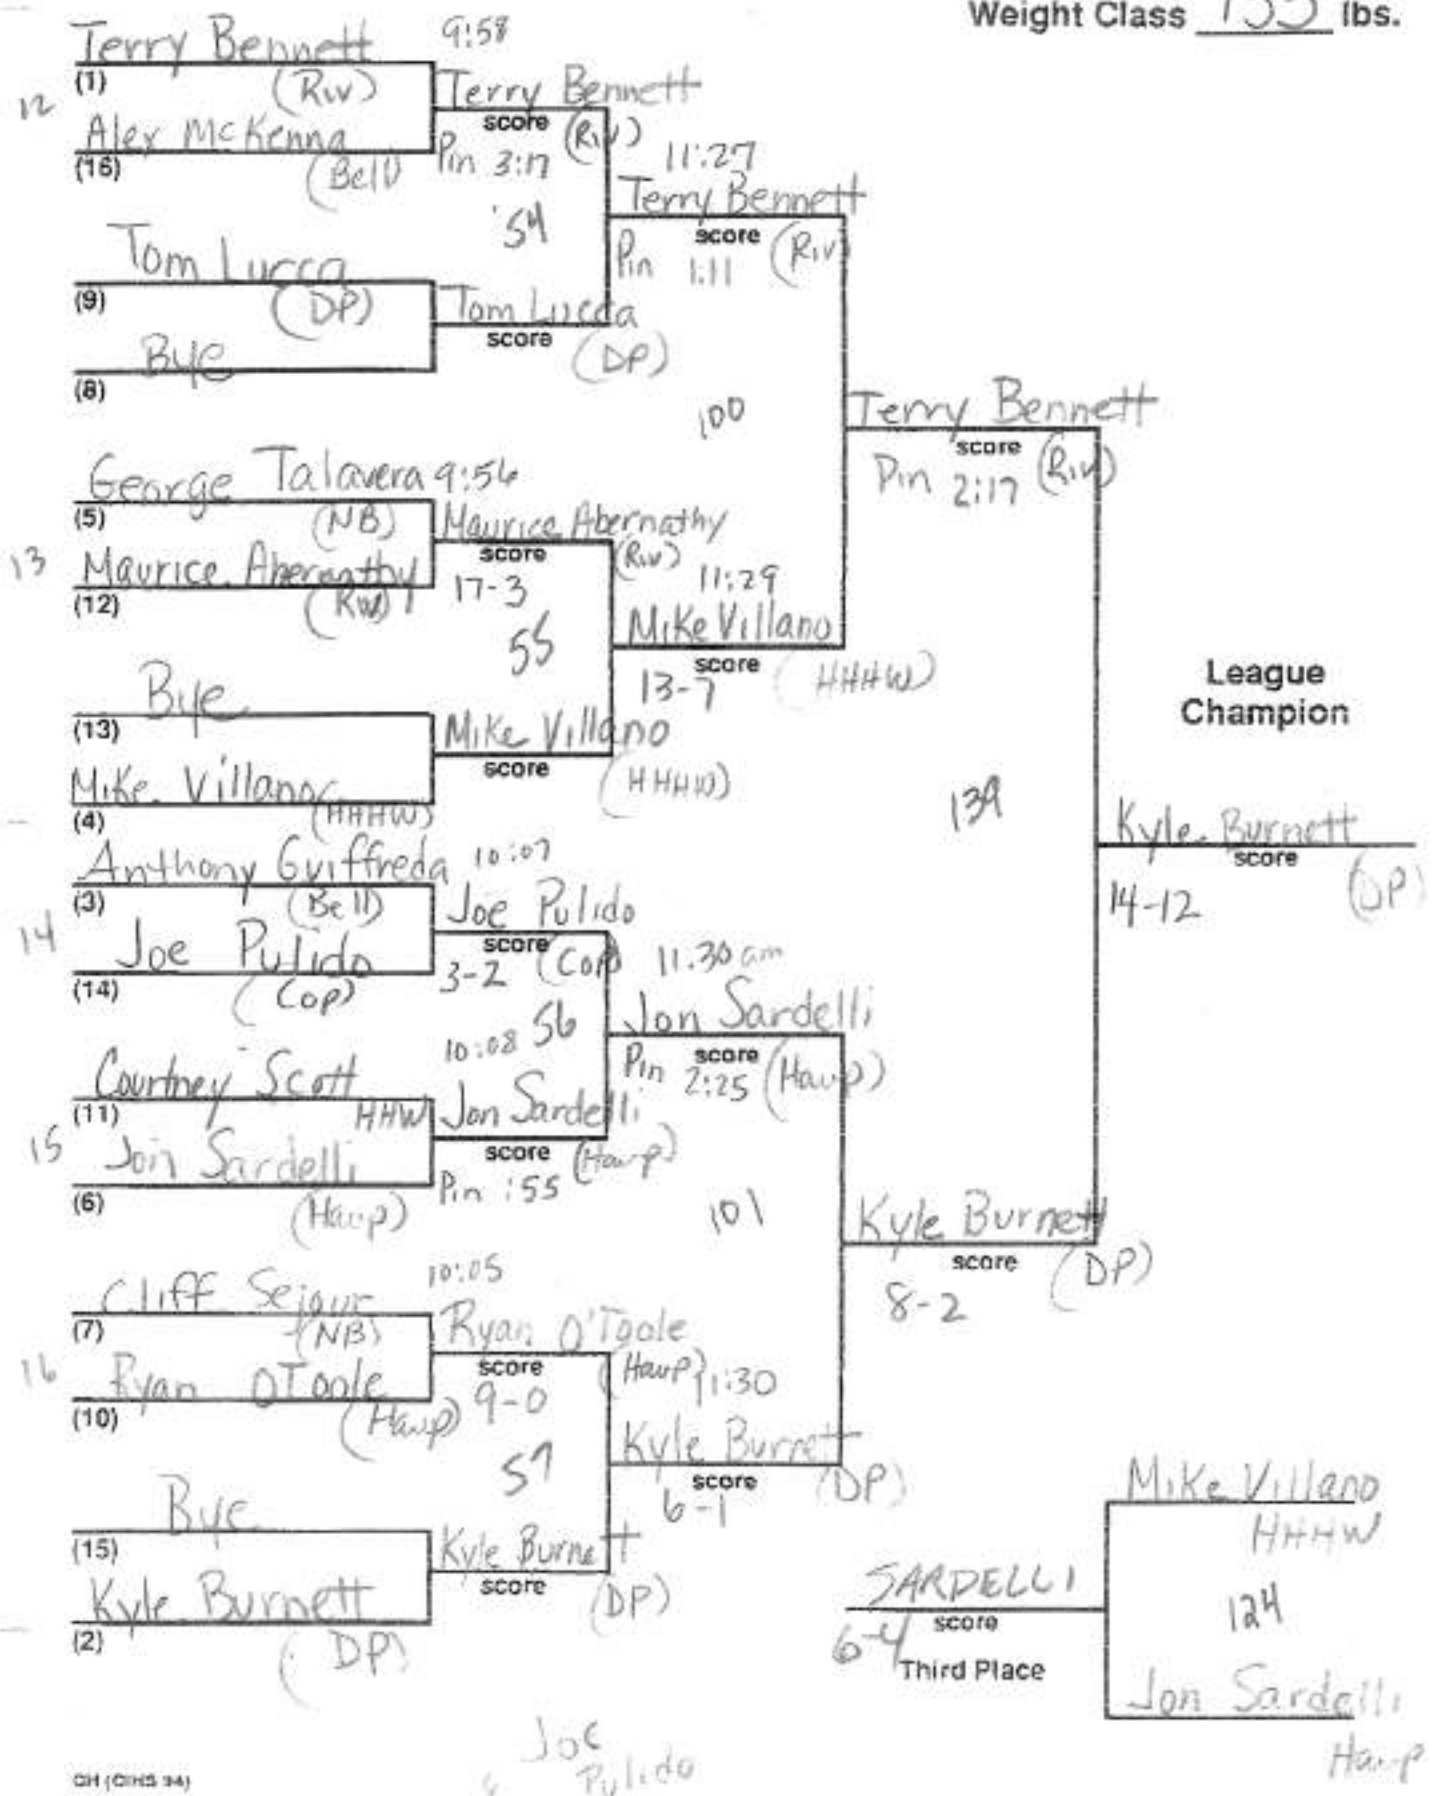 Weight Class 155 lbs.
Terry Bennett 9:58
(1) (Riv)
12
Alex McKenna
(16) (Bell)
Terry Bennett
score (Riv)
Pin 3:17
54
Tom Lucca
(9) (DP)
Bye
(8)
Tom Lucca
score (DP)
11:27
Terry Bennett
score (Riv)
Pin 1:11
100
George Talavera 9:56
(5) (NB)
13
Maurice Abernathy
(12) (Riv)
Maurice Abernathy
score (Riv)
17-3
55
Bye
(13)
Mike Villano
(4) (HHHW)
Mike Villano
score (HHHW)
11:29
Mike Villano
score (HHHW)
13-7
Terry Bennett
score (Riv)
Pin 2:17
139
Anthony Guiffreda 10:07
(3) (Bell)
14
Joe Pulido
(14) (Cop)
Joe Pulido
score (Cop)
3-2
56
Courtney Scott 10:08
(11) HHW
15
Jon Sardelli
(6) (Haup)
Jon Sardelli
score (Haup)
Pin :55
11:30 am
Jon Sardelli
score (Haup)
Pin 2:25
101
Cliff Sejour 10:05
(7) (NB)
16
Ryan OToole
(10) (Haup)
Ryan O'Toole
score (Haup)
9-0
57
Bye
(15)
Kyle Burnett
(2) (DP)
Kyle Burnett
score (DP)
11:30
Kyle Burnett
score (DP)
6-1
Kyle Burnett
score (DP)
8-2
League
Champion
Kyle Burnett
score (DP)
14-12
Mike Villano
HHHW
124
Jon Sardelli
Haup
SARDELLI
score
6-4
Third Place
Joe
Pulido